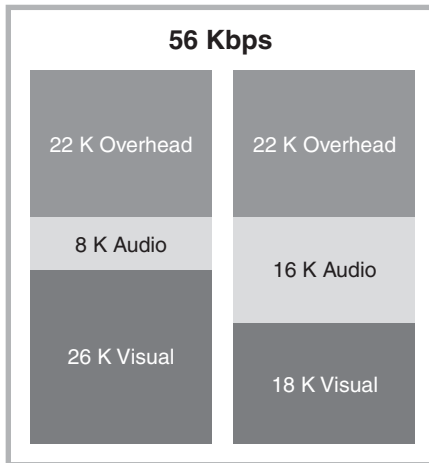 56 Kbps
22 K Overhead
8 K Audio
26 K Visual
22 K Overhead
16 K Audio
18 K Visual